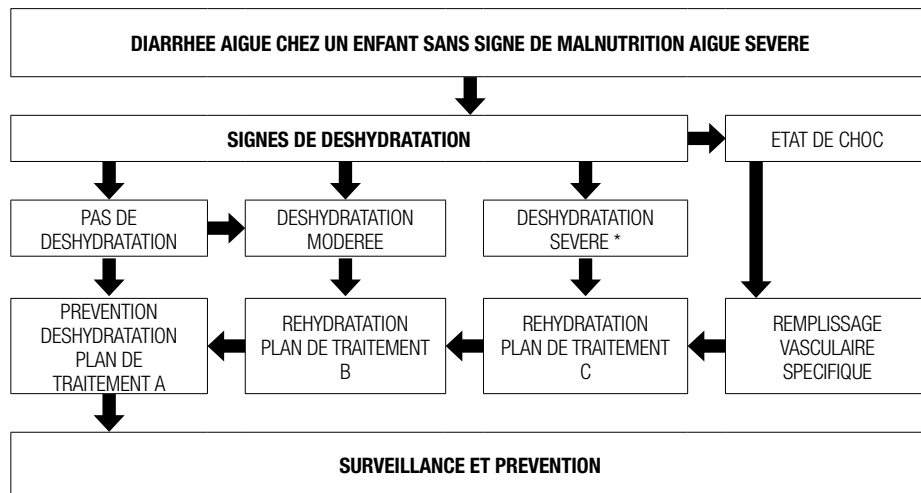 DIARRHEE AIGUE CHEZ UN ENFANT SANS SIGNE DE MALNUTRITION AIGUE SEVERE
SIGNES DE DESHYDRATATION
ETAT DE CHOC
PAS DE
DESHYDRATATION
DESHYDRATATION
MODEREE
DESHYDRATATION
SEVERE *
PREVENTION
DESHYDRATATION
PLAN DE
TRAITEMENT A
REHYDRATATION
PLAN DE TRAITEMENT
B
REHYDRATATION
PLAN DE TRAITEMENT
C
REMPLISSAGE
VASCULAIRE
SPECIFIQUE
SURVEILLANCE ET PREVENTION